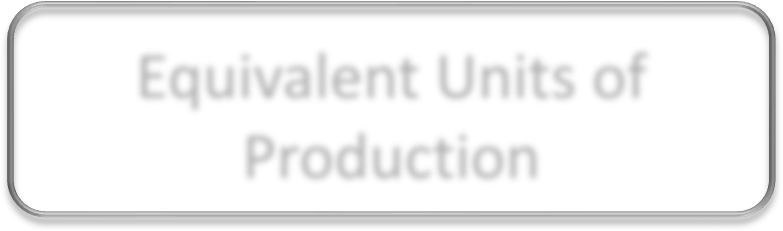 Equivalent Units of
Production